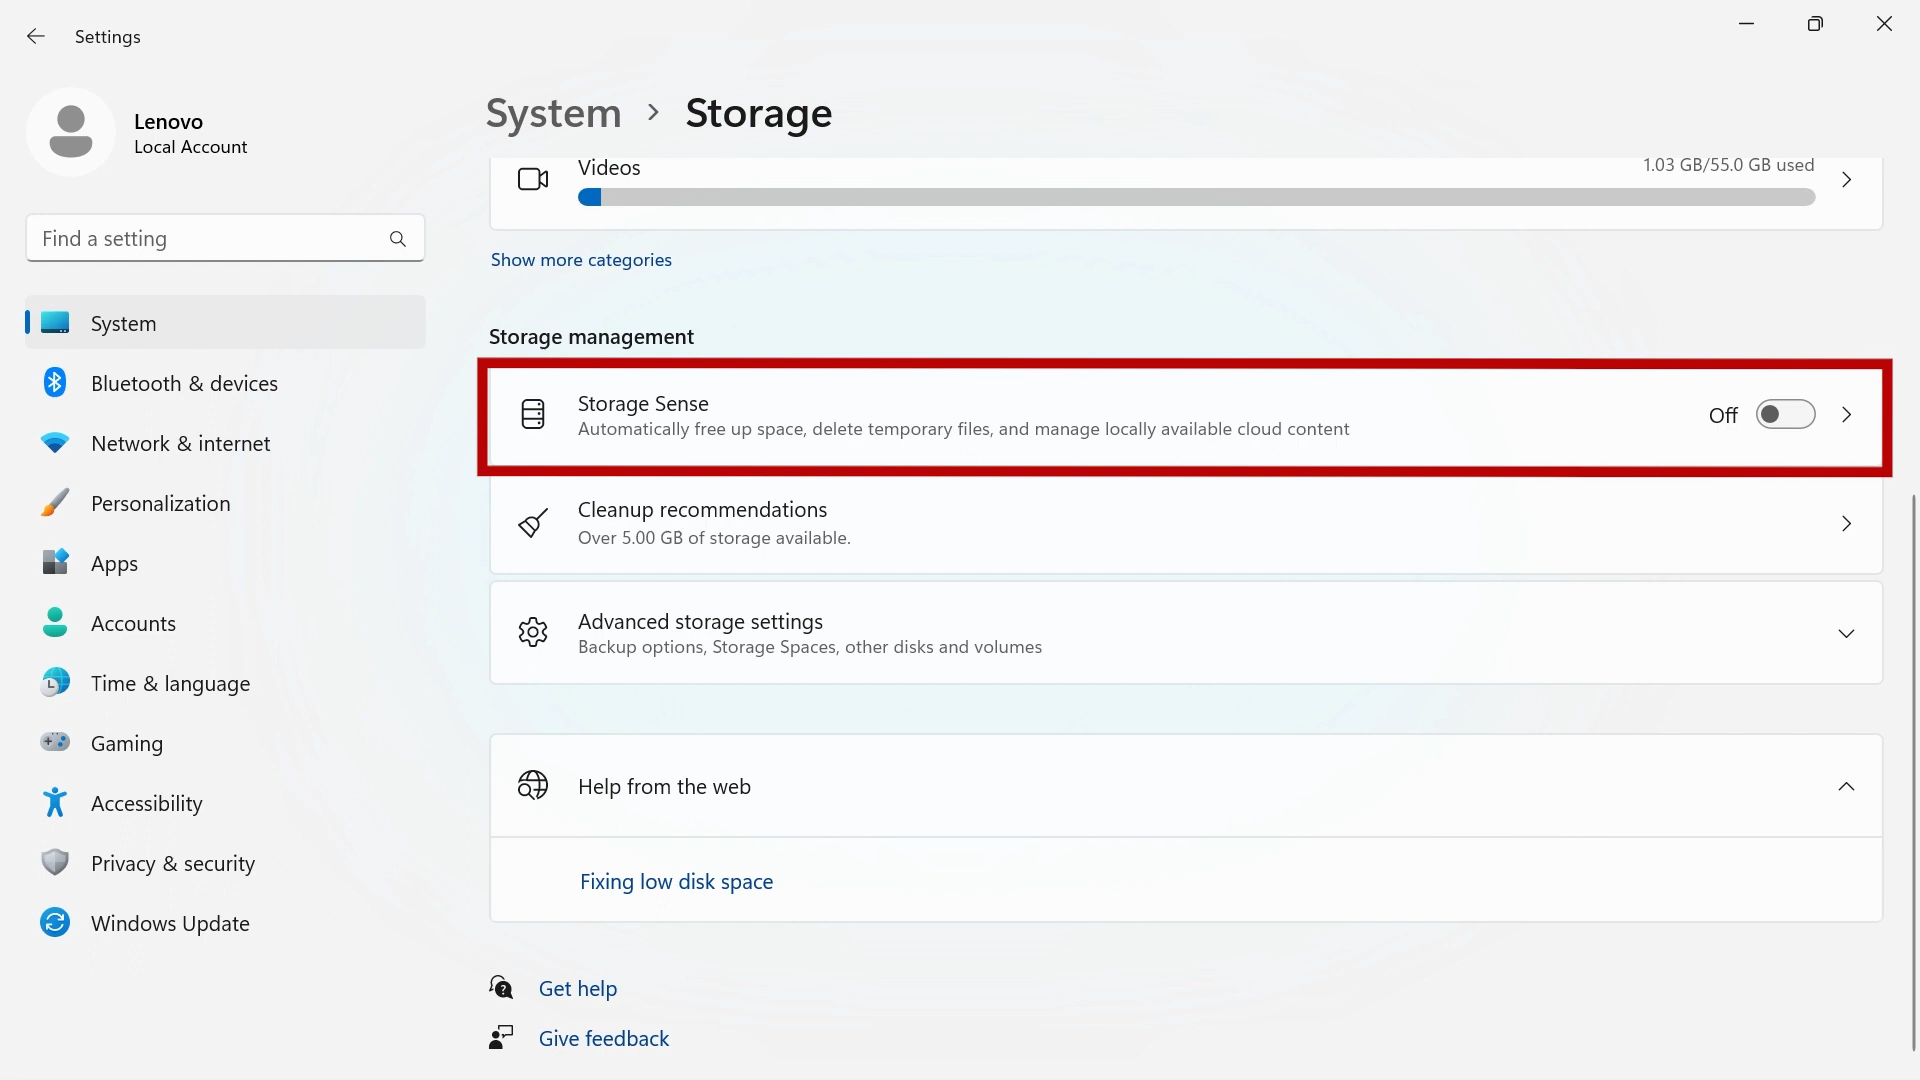 Settings
Lenovo
Local Account
Find a setting
System
Bluetooth & devices
Network & internet
Personalization
Apps
Accounts
Time & language
Gaming
Accessibility
Privacy & security
Windows Update
System > Storage
Videos
1.03 GB/55.0 GB used
Show more categories
Storage management
Storage Sense
Automatically free up space, delete temporary files, and manage locally available cloud content
Off
Cleanup recommendations
Over 5.00 GB of storage available.
Advanced storage settings
Backup options, Storage Spaces, other disks and volumes
Help from the web
Fixing low disk space
Get help
Give feedback